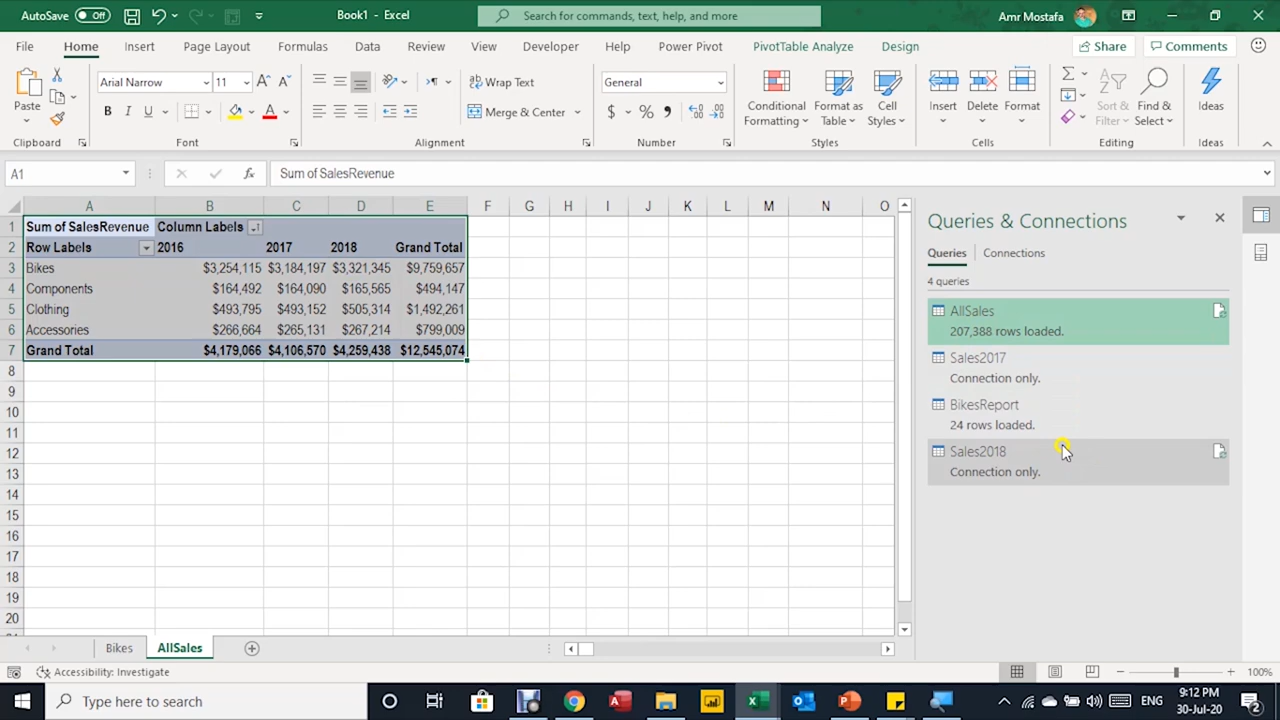 AutoSave Off
Book1 - Excel
Search for commands, text, help, and more
Amr Mostafa
File Home Insert Page Layout Formulas Data Review View Developer Help Power Pivot PivotTable Analyze Design Share Comments
Paste
Arial Narrow 11
Wrap Text
General
Conditional Formatting
Format as Table
Cell Styles
Insert
Delete
Format
Sort & Filter
Find & Select
Ideas
B I U A
Merge & Center
$ % ,
Clipboard Font Alignment Number Styles Cells Editing Ideas
A1 fx Sum of SalesRevenue
A B C D E F G H I J K L M N O
1 Sum of SalesRevenue Column Labels
2 Row Labels 2016 2017 2018 Grand Total
3 Bikes $3,254,115 $3,184,197 $3,321,345 $9,759,657
4 Components $164,492 $164,090 $165,565 $494,147
5 Clothing $493,795 $493,152 $505,314 $1,492,261
6 Accessories $266,664 $265,131 $267,214 $799,009
7 Grand Total $4,179,066 $4,106,570 $4,259,438 $12,545,074
8
9
10
11
12
13
14
15
16
17
18
19
20
Queries & Connections
Queries Connections
4 queries
AllSales
207,388 rows loaded.
Sales2017
Connection only.
BikesReport
24 rows loaded.
Sales2018
Connection only.
Bikes AllSales
Accessibility: Investigate
100%
Type here to search
ENG
9:12 PM
30-Jul-20
2